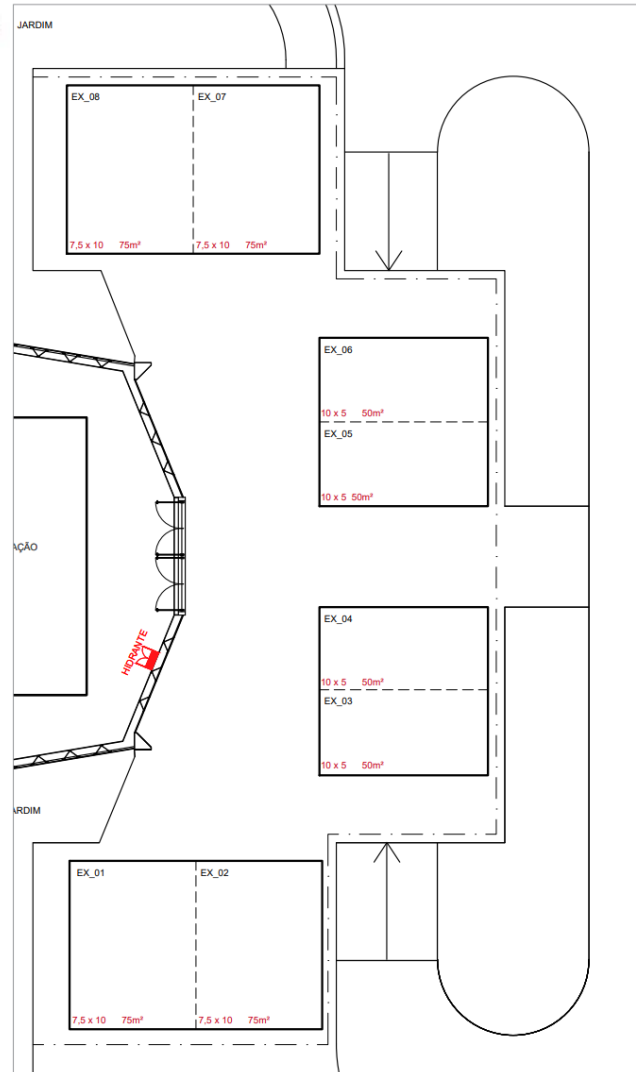 JARDIM
EX_08
EX_07
7,5 x 10 75m²
7,5 x 10 75m²
EX_06
10 x 5 50m²
EX_05
10 x 5 50m²
AÇÃO
EX_04
HIDRANTE
10 x 5 50m²
EX_03
10 x 5 50m²
ARDIM
EX_01
EX_02
7,5 x 10 75m²
7,5 x 10 75m²